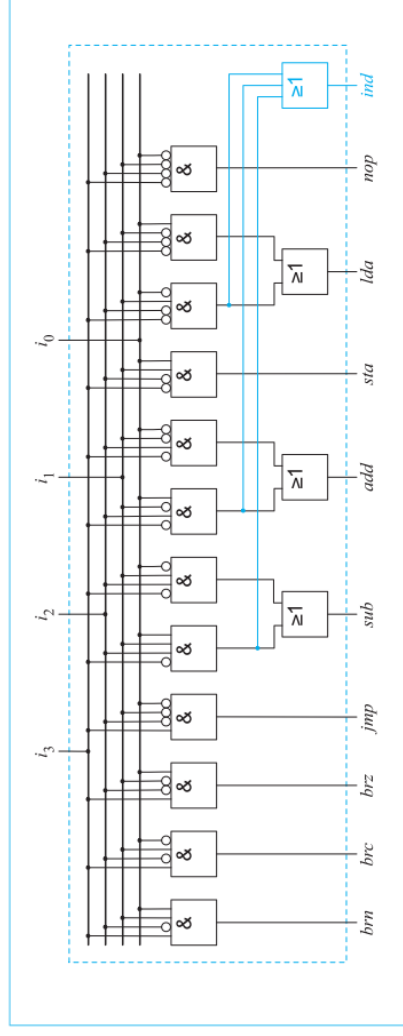 i3 i2 i1 i0
& & & & & & & & & & & &
≥1 ≥1 ≥1 ≥1
brn brc brz jmp sub add sta lda nop ind